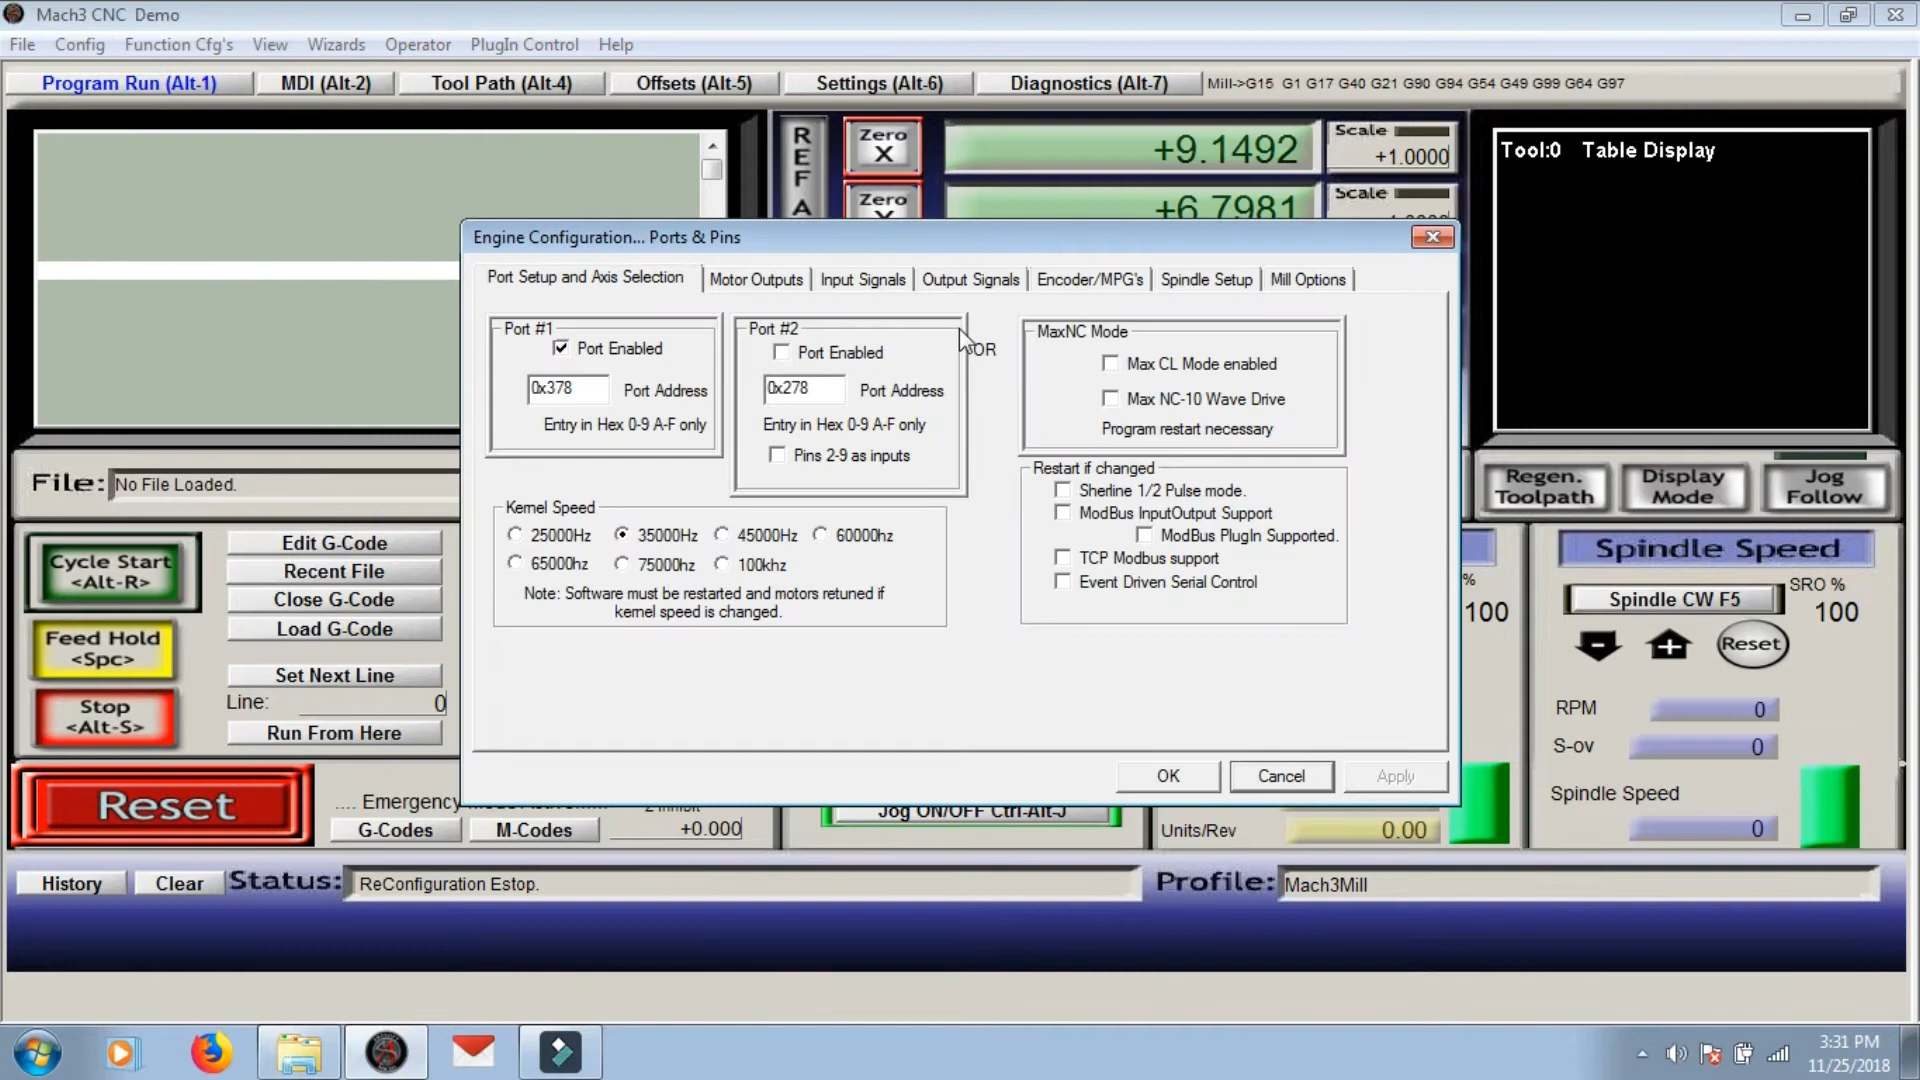 Mach3 CNC Demo
File Config Function Cfg's View Wizards Operator PlugIn Control Help
Program Run (Alt-1) MDI (Alt-2) Tool Path (Alt-4) Offsets (Alt-5) Settings (Alt-6) Diagnostics (Alt-7) Mill->G15 G1 G17 G40 G21 G90 G94 G54 G49 G99 G64 G97
REF A
Zero X +9.1492 Scale +1.0000
Zero +6.7981 Scale
Tool:0 Table Display
Engine Configuration... Ports & Pins
Port Setup and Axis Selection Motor Outputs Input Signals Output Signals Encoder/MPG's Spindle Setup Mill Options
Port #1
Port Enabled
0x378 Port Address
Entry in Hex 0-9 A-F only
Port #2
Port Enabled
0x278 Port Address
Entry in Hex 0-9 A-F only
Pins 2-9 as inputs
OR
MaxNC Mode
Max CL Mode enabled
Max NC-10 Wave Drive
Program restart necessary
Kernel Speed
25000Hz 35000Hz 45000Hz 60000hz
65000hz 75000hz 100khz
Note: Software must be restarted and motors retuned if
kernel speed is changed.
Restart if changed
Sherline 1/2 Pulse mode.
ModBus InputOutput Support
ModBus PlugIn Supported.
TCP Modbus support
Event Driven Serial Control
OK Cancel Apply
File: No File Loaded.
Regen. Toolpath Display Mode Jog Follow
Cycle Start <Alt-R>
Feed Hold <Spc>
Stop <Alt-S>
Edit G-Code
Recent File
Close G-Code
Load G-Code
Set Next Line
Line: 0
Run From Here
% 100
Spindle Speed
Spindle CW F5 SRO % 100
Reset
RPM 0
S-ov 0
Spindle Speed 0
Reset
.... Emergency
G-Codes M-Codes +0.000
Jog ON/OFF Ctrl-Alt-J
Units/Rev 0.00
History Clear Status: ReConfiguration Estop. Profile: Mach3Mill
3:31 PM
11/25/2018